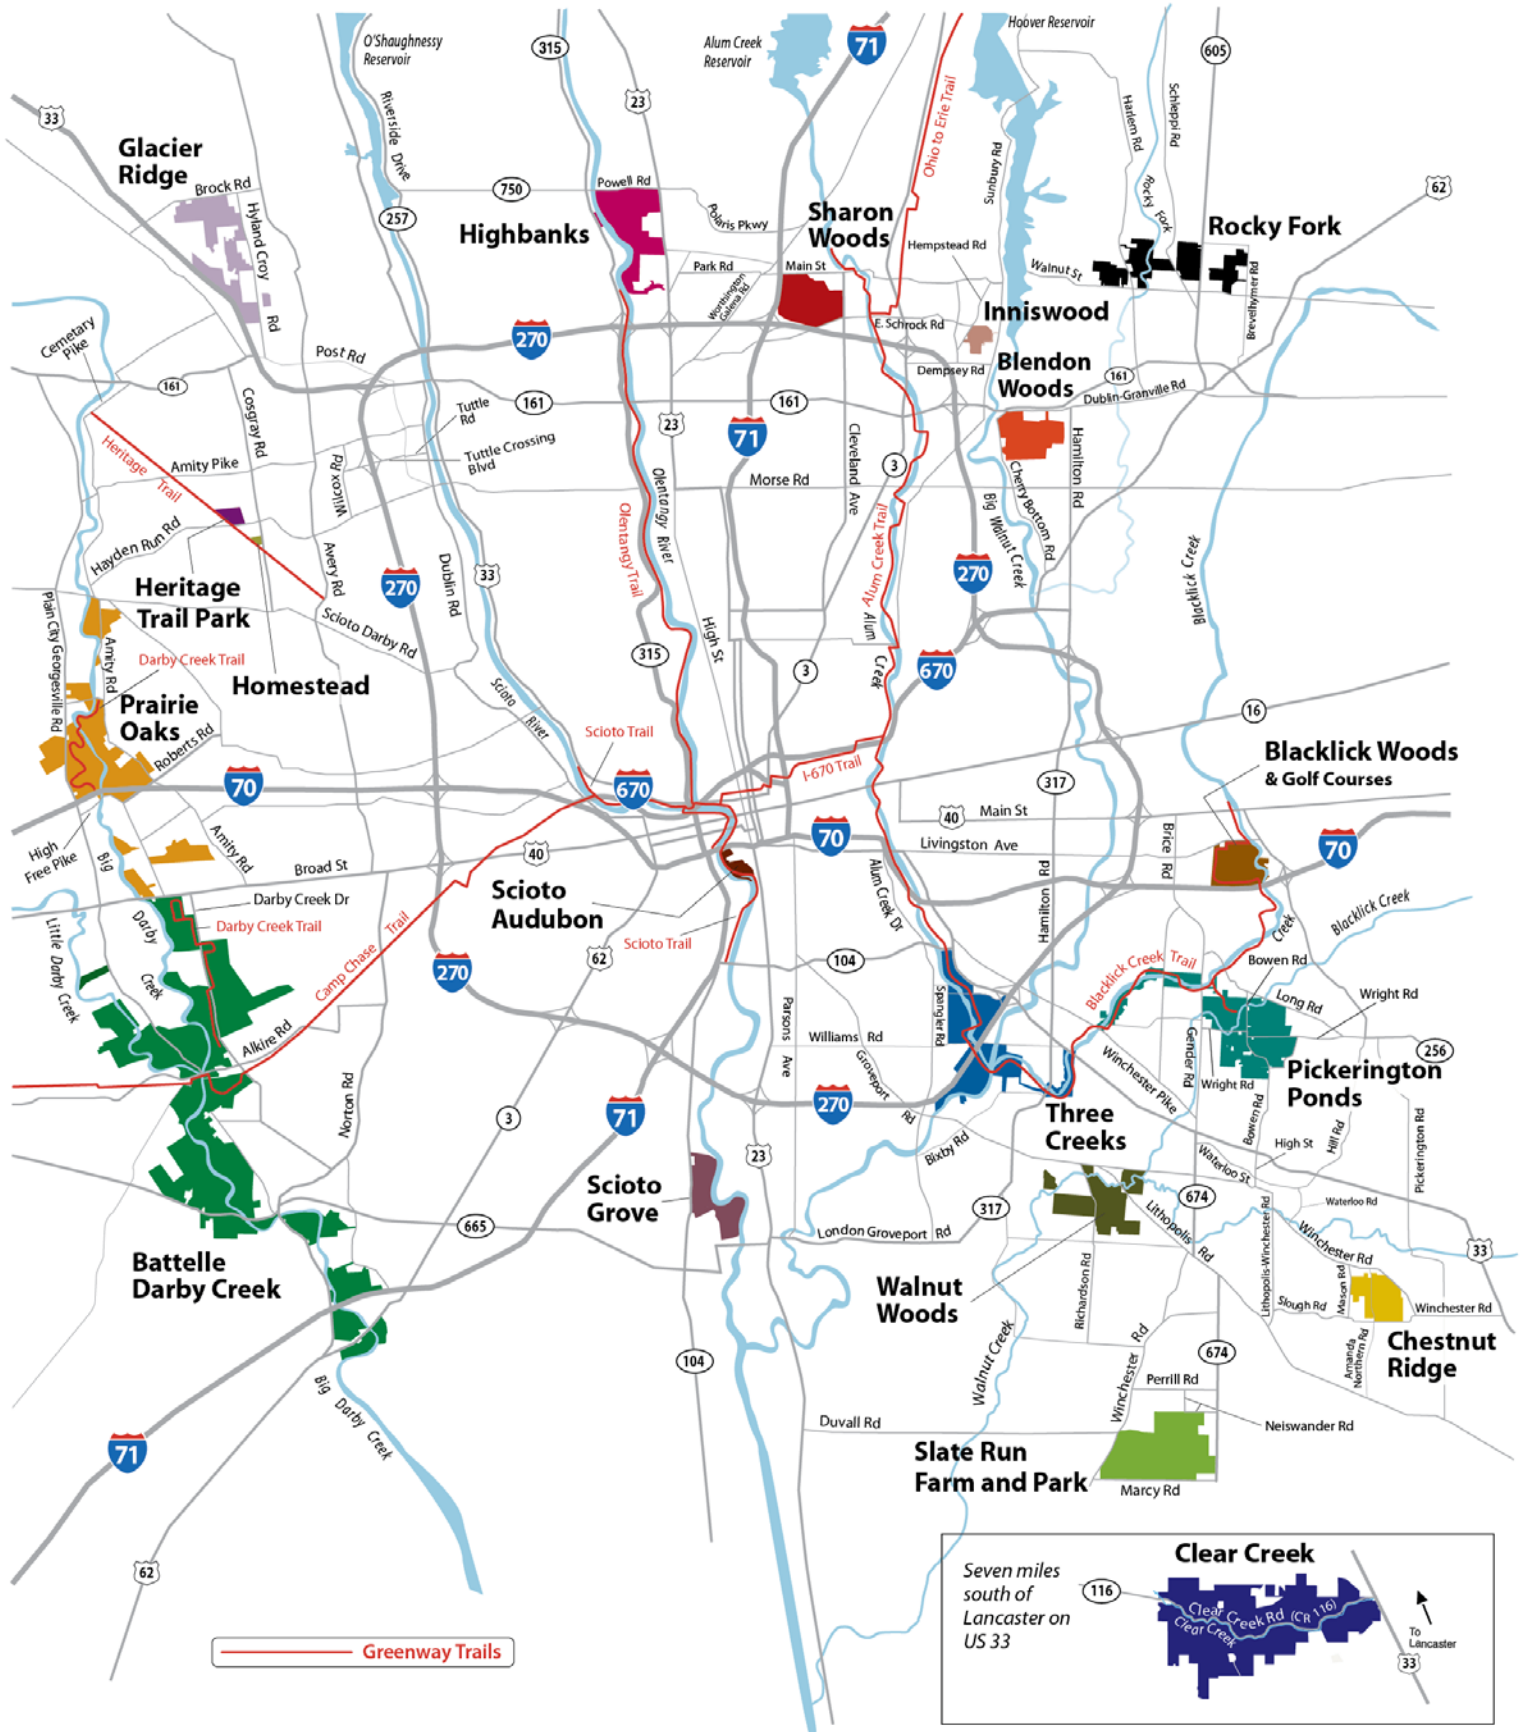 O'Shaughnessy
Reservoir
315
Alum Creek
Reservoir
71
Hoover Reservoir
605
33
23
Riverside Drive
Ohio to Erie Trail
Harlem Rd
Schleppi Rd
Sunbury Rd
Glacier
Ridge
Brock Rd
750
Powell Rd
Rocky Fork
62
257
Highbanks
Polaris Pkwy
Sharon
Woods
Hempstead Rd
Rocky Fork
Hyland Croy
Rd
Park Rd
Main St
Walnut St
Worthington
Galena Rd
Brevelhymer Rd
Inniswood
E. Schrock Rd
Cemetary
Pike
270
Post Rd
Blendon
Woods
Dempsey Rd
161
161
Dublin-Granville Rd
Cosgray Rd
161
161
Tuttle
Rd
23
71
Cleveland Ave
Hamilton Rd
Heritage
Trail
Amity Pike
Tuttle Crossing
Blvd
Wilcox Rd
3
Morse Rd
Olentangy River
Cherry Bottom Rd
Big Walnut Creek
Hayden Run Rd
Olentangy Trail
Alum Creek Trail
Blacklick Creek
Avery Rd
Dublin Rd
33
270
270
Heritage
Trail Park
Plain City Georgesville Rd
Scioto Darby Rd
Alum
Creek
High St
Amity Rd
Darby Creek Trail
315
3
670
Homestead
Prairie
Oaks
Scioto
River
16
Roberts Rd
Scioto Trail
I-670 Trail
Blacklick Woods
& Golf Courses
70
670
317
40
Main St
High
Free Pike
Amity Rd
70
Livingston Ave
Brice Rd
70
Big
Darby
Creek
40
Broad St
Alum Creek Dr
Hamilton Rd
Darby Creek Dr
Scioto
Audubon
Blacklick Creek
Little Darby Creek
Darby Creek Trail
Camp Chase Trail
Scioto Trail
62
104
Creek
Bowen Rd
Blacklick Creek Trail
270
Spangler Rd
Long Rd
Wright Rd
Parsons Ave
Alkire Rd
Williams Rd
Groveport
Rd
Gender Rd
256
Winchester Pike
Pickerington
Ponds
Wright Rd
Norton Rd
3
71
270
Three
Creeks
Bowen Rd
Hill Rd
Pickerington Rd
High St
Bixby Rd
23
Waterloo St
Scioto
Grove
674
Waterloo Rd
317
665
London Groveport Rd
Lithopolis Rd
Lithopolis-Winchester Rd
Winchester Rd
33
Battelle
Darby Creek
Walnut
Woods
Richardson Rd
Slough Rd
Mason Rd
Winchester Rd
Chestnut
Ridge
Amanda
Northern Rd
Walnut Creek
104
674
Winchester Rd
Perrill Rd
Big Darby Creek
Duvall Rd
Neiswander Rd
71
Slate Run
Farm and Park
Marcy Rd
62
Clear Creek
Seven miles
south of
Lancaster on
US 33
116
Clear Creek Rd (CR 116)
Clear Creek
To
Lancaster
33
Greenway Trails